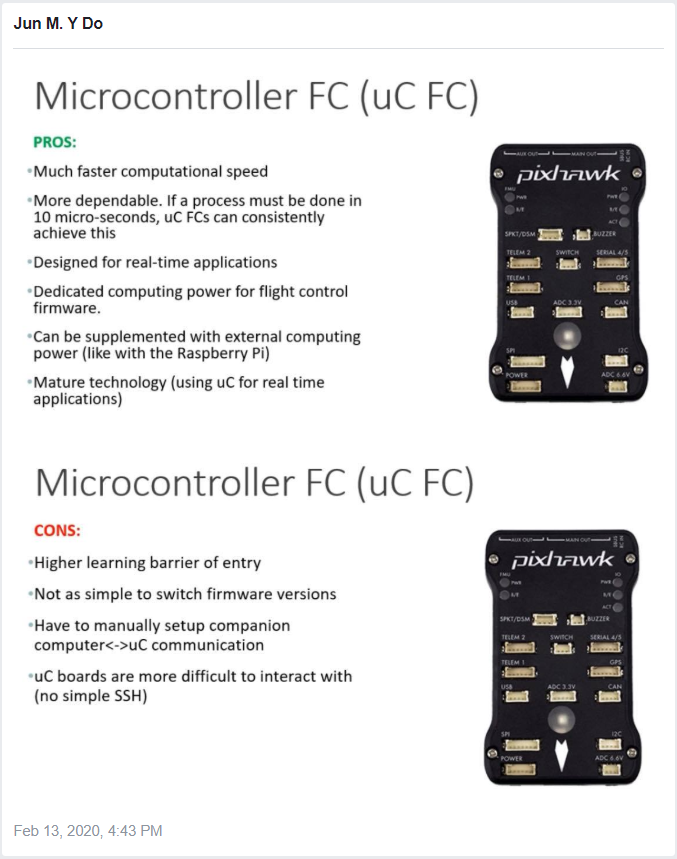 Jun M. Y Do
Microcontroller FC (uC FC)
PROS:
•Much faster computational speed
•More dependable. If a process must be done in
10 micro-seconds, uC FCs can consistently
achieve this
•Designed for real-time applications
•Dedicated computing power for flight control
firmware.
•Can be supplemented with external computing
power (like with the Raspberry Pi)
•Mature technology (using uC for real time
applications)
AUX OUT MAIN OUT
pixhawk
FMU IO
PWR PWR
B/E B/E
ACT
SPKT/DSM BUZZER
TELEM 2 SWITCH SERIAL 4/5
TELEM 1 GPS
USB ADC 3.3V CAN
SPI I2C
POWER ADC 6.6V
Microcontroller FC (uC FC)
CONS:
•Higher learning barrier of entry
•Not as simple to switch firmware versions
•Have to manually setup companion
computer<->uC communication
•uC boards are more difficult to interact with
(no simple SSH)
AUX OUT MAIN OUT
pixhawk
FMU IO
PWR PWR
B/E B/E
ACT
SPKT/DSM BUZZER
TELEM 2 SWITCH SERIAL 4/5
TELEM 1 GPS
USB ADC 3.3V CAN
SPI I2C
POWER ADC 6.6V
Feb 13, 2020, 4:43 PM